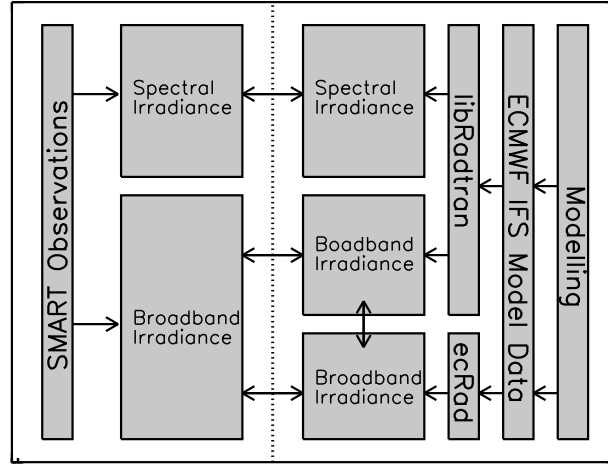 SMART Observations
Spectral
Irradiance
Broadband
Irradiance
Spectral
Irradiance
Boadband
Irradiance
Broadband
Irradiance
libRadtran
ecRad
ECMWF IFS Model Data
Modelling